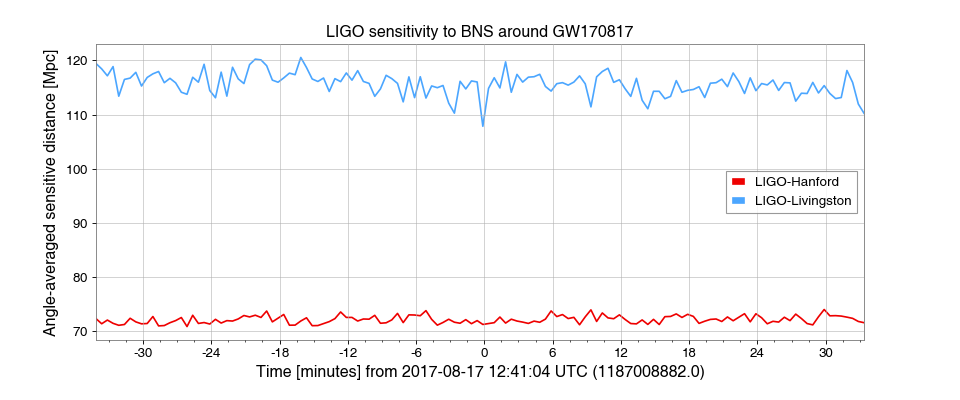 LIGO sensitivity to BNS around GW170817
Angle-averaged sensitive distance [Mpc]
120
110
100
90
80
70
LIGO-Hanford
LIGO-Livingston
-30 -24 -18 -12 -6 0 6 12 18 24 30
Time [minutes] from 2017-08-17 12:41:04 UTC (1187008882.0)